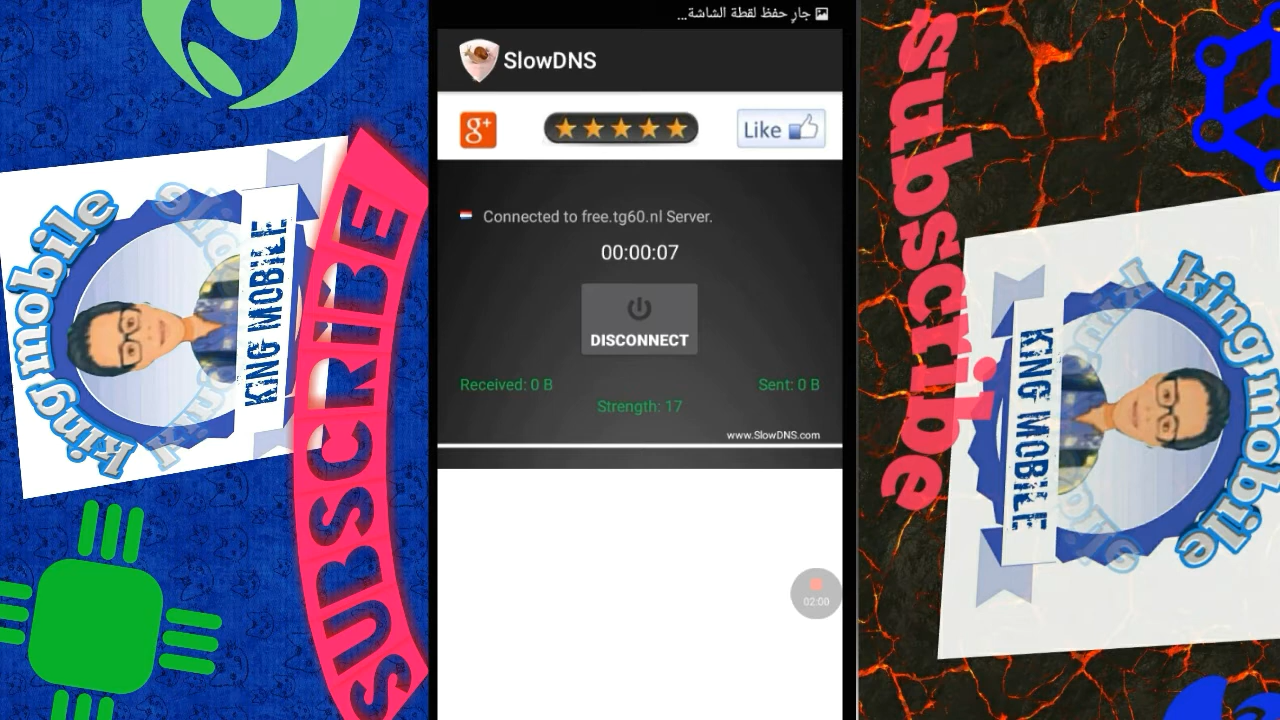 جارٍ حفظ لقطة الشاشة...
SlowDNS
g+
Like
Connected to free.tg60.nl Server.
00:00:07
DISCONNECT
Received: 0 B
Sent: 0 B
Strength: 17
www.SlowDNS.com
02:00
king mobile
KING MOBILE
SUBSCRIBE
subscribe
KING MOBILE
king mobile